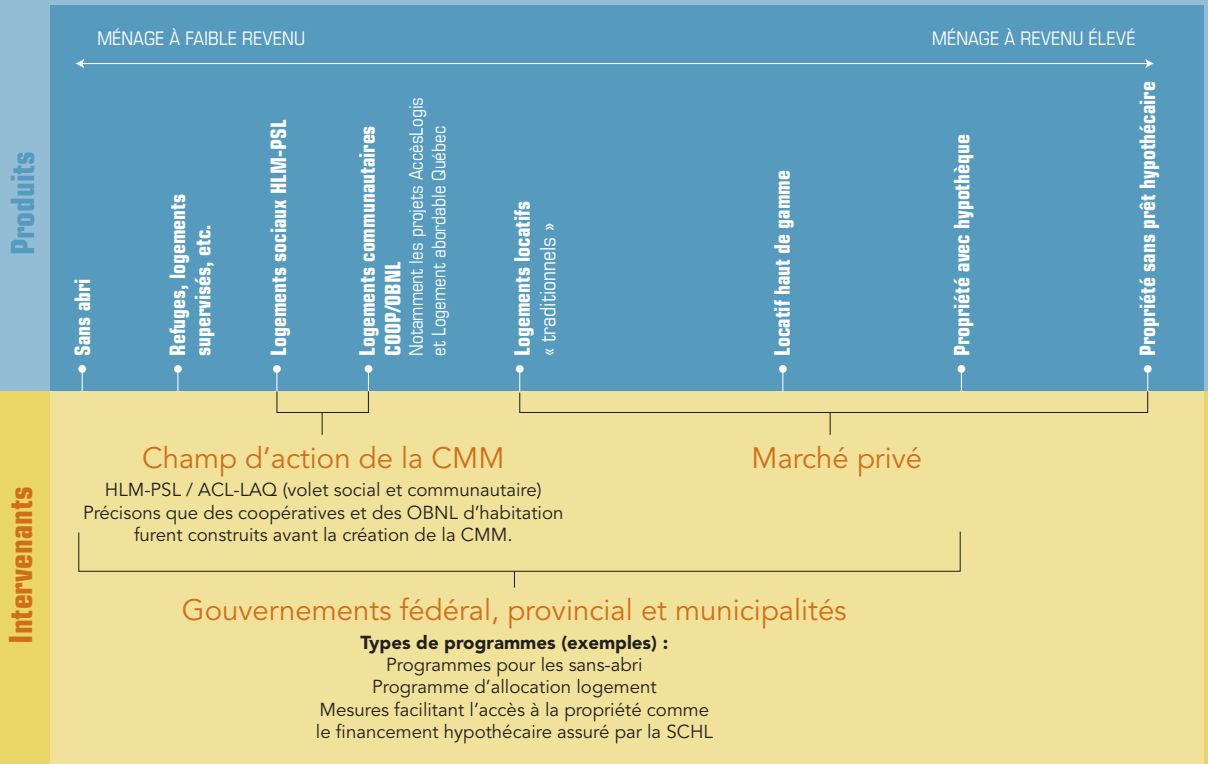 MÉNAGE À FAIBLE REVENU
MÉNAGE À REVENU ÉLEVÉ
Produits
Sans abri
Refuges, logements
supervisés, etc.
Logements sociaux HLM-PSL
Logements communautaires
COOP/OBNL
Notamment les projets AccèsLogis
et Logement abordable Québec
Logements locatifs
« traditionnels »
Locatif haut de gamme
Propriété avec hypothèque
Propriété sans prêt hypothécaire
Intervenants
Champ d'action de la CMM
HLM-PSL / ACL-LAQ (volet social et communautaire)
Précisons que des coopératives et des OBNL d'habitation
furent construits avant la création de la CMM.
Marché privé
Gouvernements fédéral, provincial et municipalités
Types de programmes (exemples) :
Programmes pour les sans-abri
Programme d'allocation logement
Mesures facilitant l'accès à la propriété comme
le financement hypothécaire assuré par la SCHL